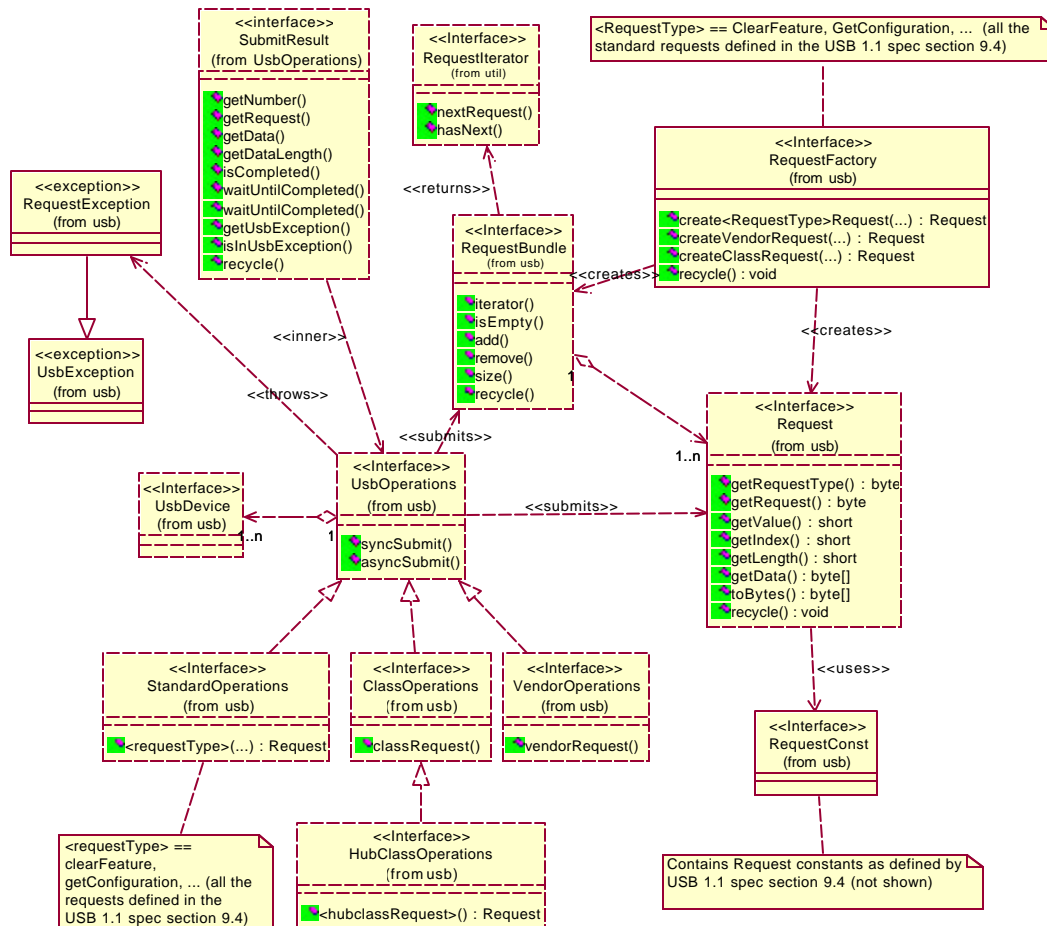 <<interface>>
SubmitResult
(from UsbOperations)
getNumber()
getRequest()
getData()
getDataLength()
isCompleted()
waitUntilCompleted()
waitUntilCompleted()
getUsbException()
isInUsbException()
recycle()
<<Interface>>
RequestIterator
(from util)
nextRequest()
hasNext()
<RequestType> == ClearFeature, GetConfiguration, ... (all the
standard requests defined in the USB 1.1 spec section 9.4)
<<Interface>>
RequestFactory
(from usb)
create<RequestType>Request(...) : Request
createVendorRequest(...) : Request
createClassRequest(...) : Request
recycle() : void
<<exception>>
RequestException
(from usb)
<<returns>>
<<Interface>>
RequestBundle
(from usb)
iterator()
isEmpty()
add()
remove()
size()
recycle()
<<creates>>
<<creates>>
<<inner>>
<<exception>>
UsbException
(from usb)
<<throws>>
1
1..n
<<submits>>
<<Interface>>
Request
(from usb)
getRequestType() : byte
getRequest() : byte
getValue() : short
getIndex() : short
getLength() : short
getData() : byte[]
toBytes() : byte[]
recycle() : void
<<Interface>>
UsbDevice
(from usb)
1..n
1
<<Interface>>
UsbOperations
(from usb)
syncSubmit()
asyncSubmit()
<<submits>>
<<Interface>>
StandardOperations
(from usb)
<requestType>(...) : Request
<<Interface>>
ClassOperations
(from usb)
classRequest()
<<Interface>>
VendorOperations
(from usb)
vendorRequest()
<<uses>>
<<Interface>>
RequestConst
(from usb)
<requestType> ==
clearFeature,
getConfiguration, ... (all the
requests defined in the
USB 1.1 spec section 9.4)
<<Interface>>
HubClassOperations
(from usb)
<hubclassRequest>() : Request
Contains Request constants as defined by
USB 1.1 spec section 9.4 (not shown)